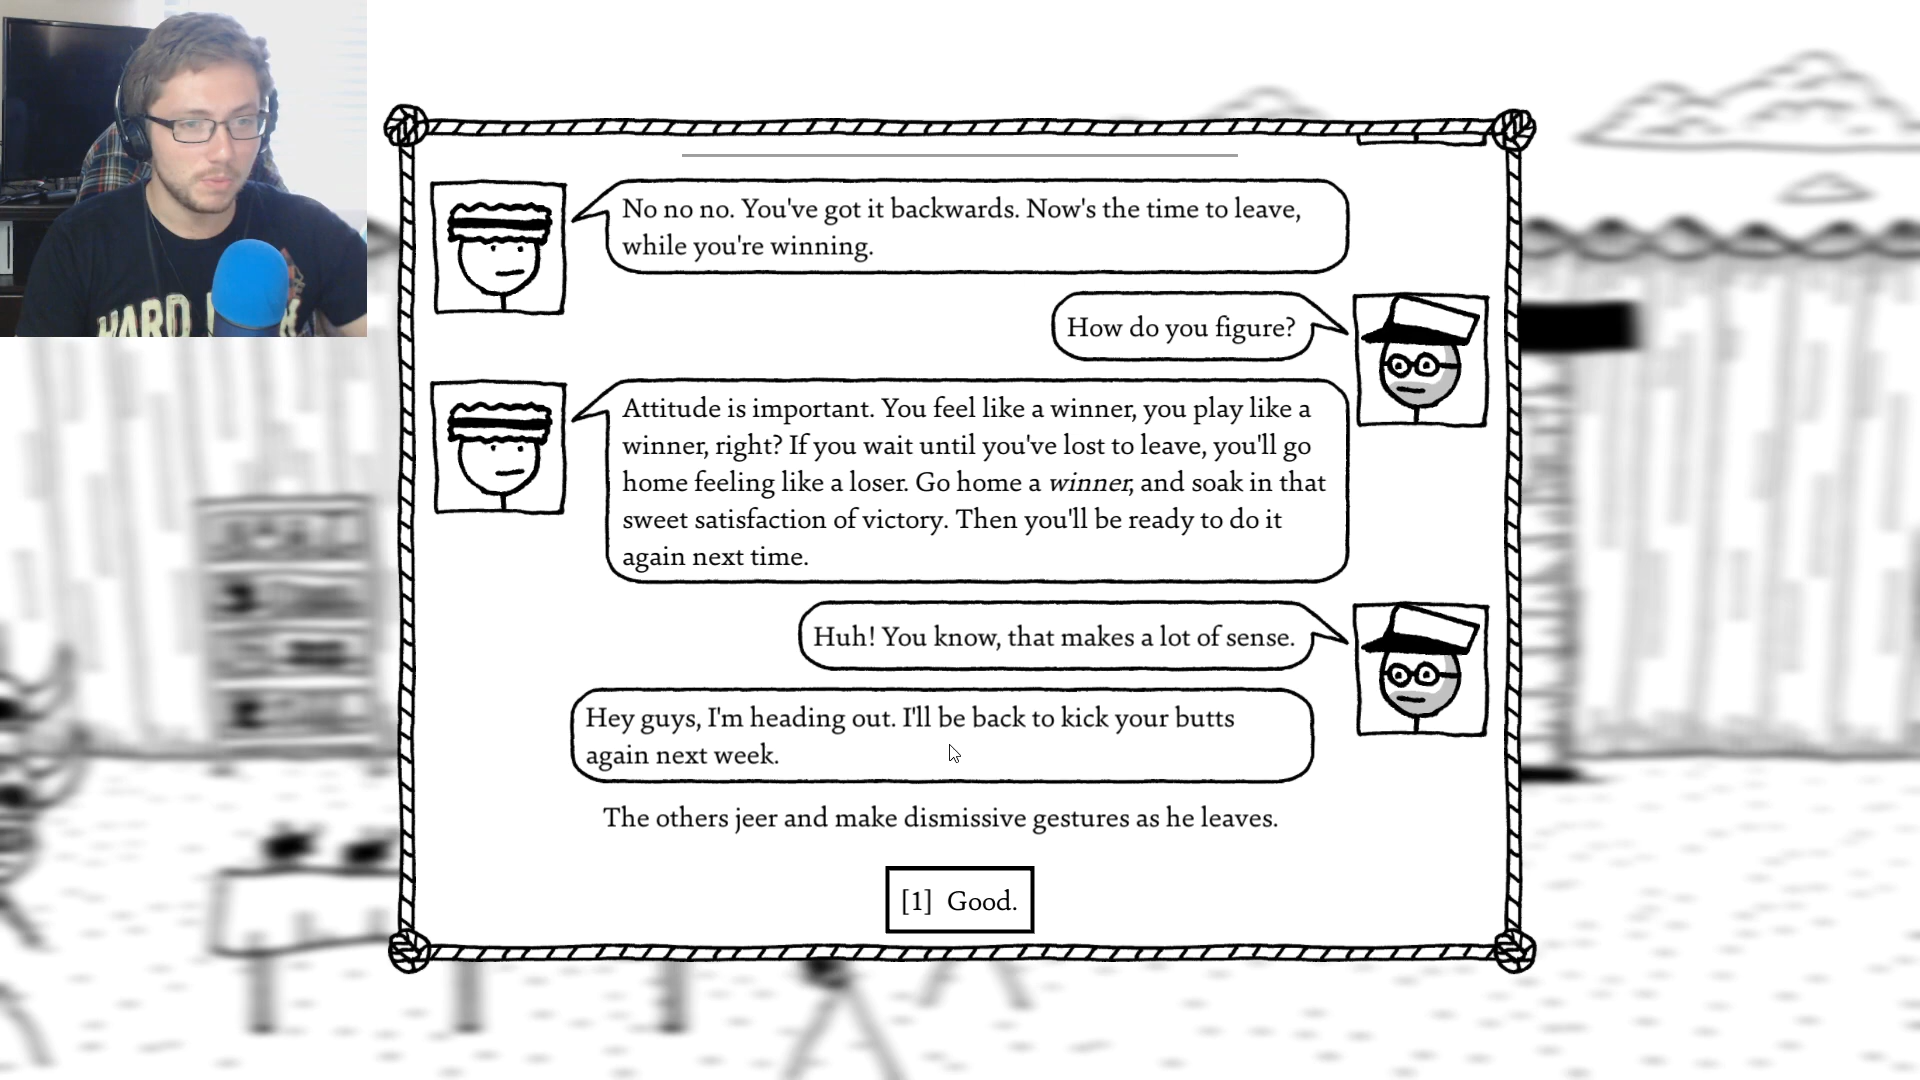 HARD
No no no. You've got it backwards. Now's the time to leave,
while you're winning.
How do you figure?
Attitude is important. You feel like a winner, you play like a
winner, right? If you wait until you've lost to leave, you'll go
home feeling like a loser. Go home a winner, and soak in that
sweet satisfaction of victory. Then you'll be ready to do it
again next time.
Huh! You know, that makes a lot of sense.
Hey guys, I'm heading out. I'll be back to kick your butts
again next week.
The others jeer and make dismissive gestures as he leaves.
[1] Good.